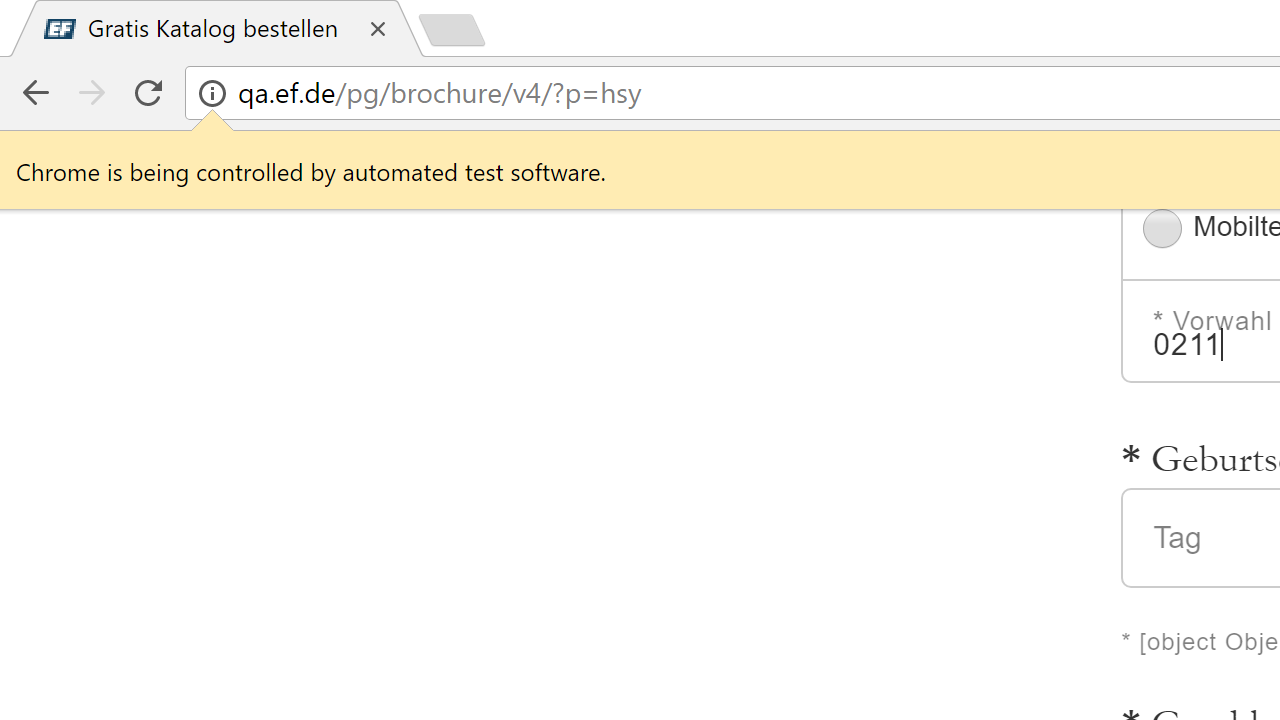 EF Gratis Katalog bestellen
qa.ef.de/pg/brochure/v4/?p=hsy
Chrome is being controlled by automated test software.
Mobilte
* Vorwahl
0211
* Geburts
Tag
* [object Obje